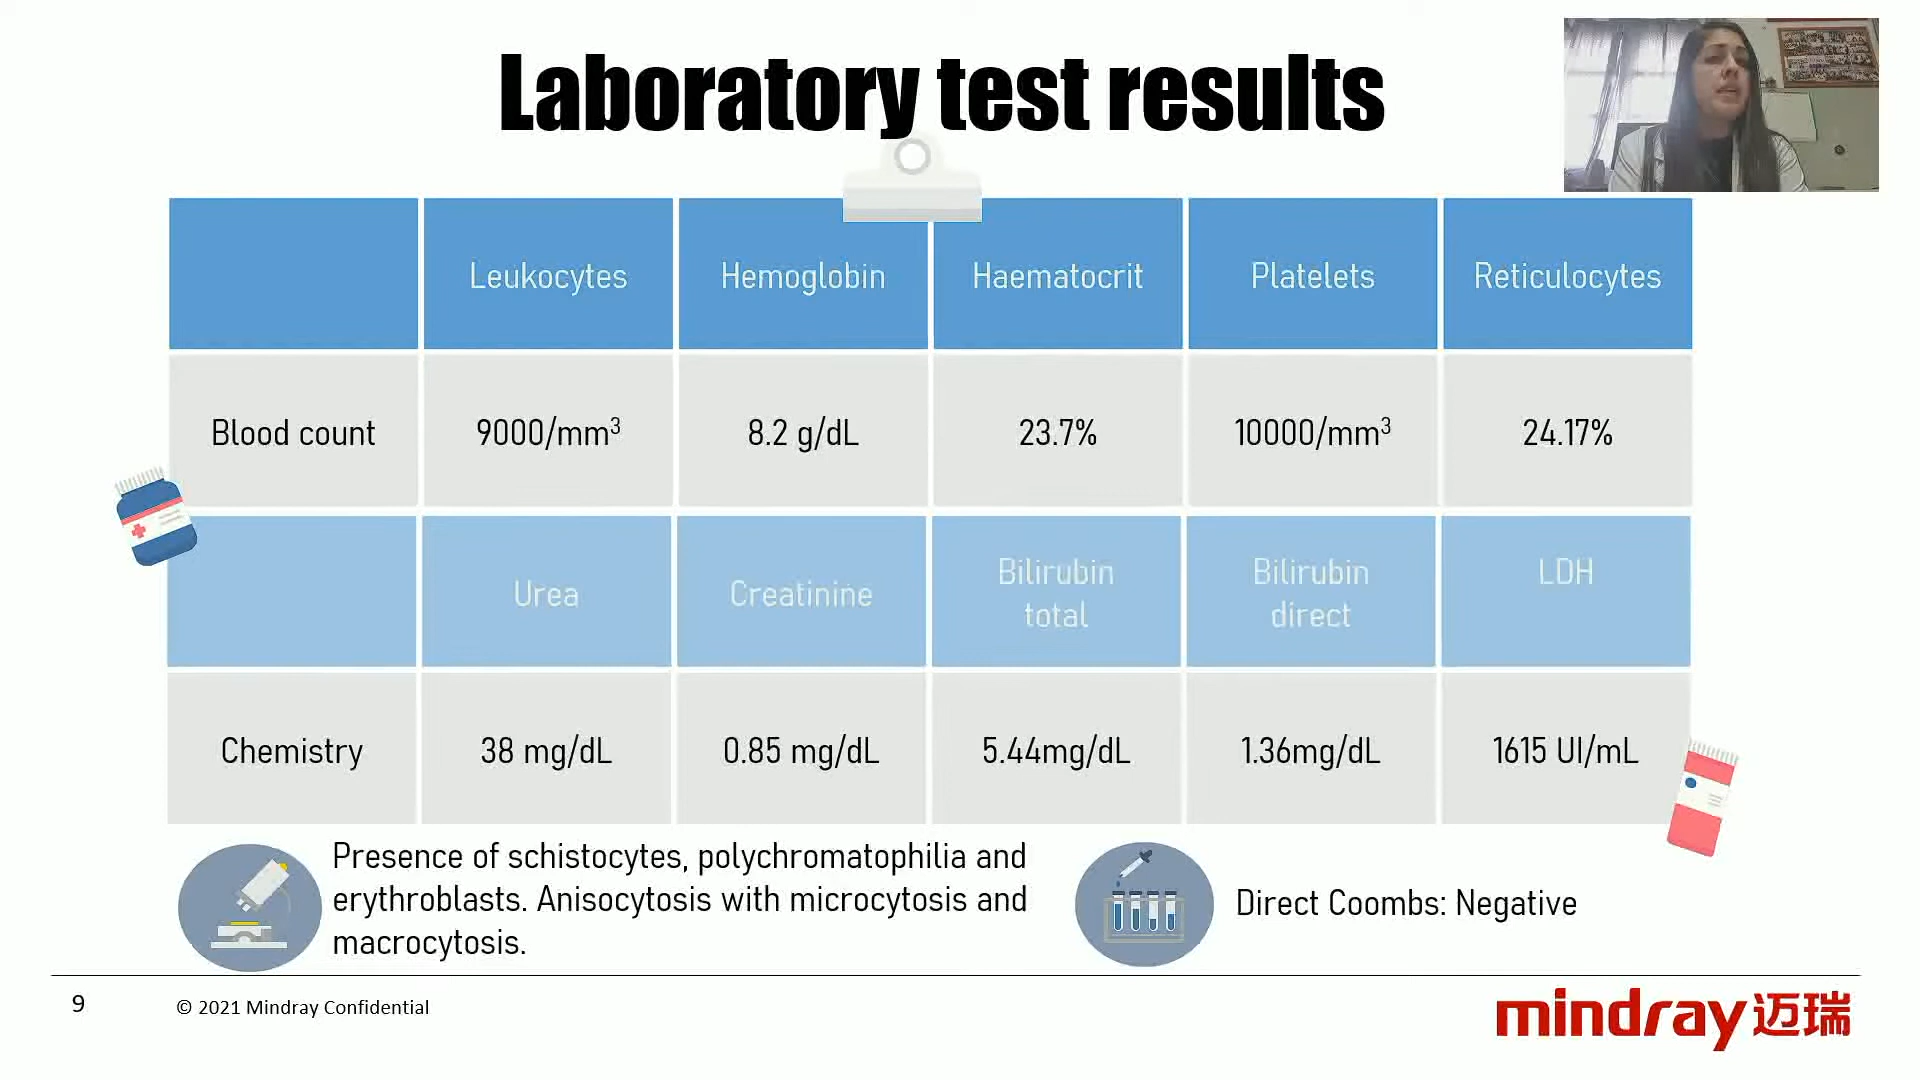 Laboratory test results
Leukocytes Hemoglobin Haematocrit Platelets Reticulocytes
Blood count 9000/mm³ 8.2 g/dL 23.7% 10000/mm³ 24.17%
Urea Creatinine Bilirubin total Bilirubin direct LDH
Chemistry 38 mg/dL 0.85 mg/dL 5.44mg/dL 1.36mg/dL 1615 UI/mL
Presence of schistocytes, polychromatophilia and
erythroblasts. Anisocytosis with microcytosis and
macrocytosis.
Direct Coombs: Negative
9
© 2021 Mindray Confidential
mindray迈瑞